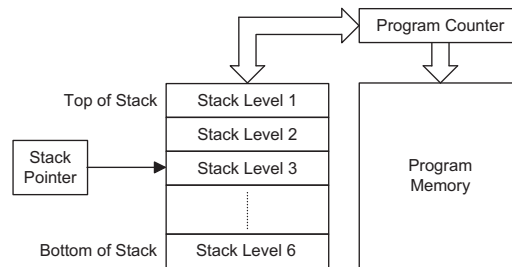 Program Counter
Top of Stack
Stack Level 1
Stack Level 2
Stack
Pointer
Stack Level 3
Program
Memory
Bottom of Stack
Stack Level 6